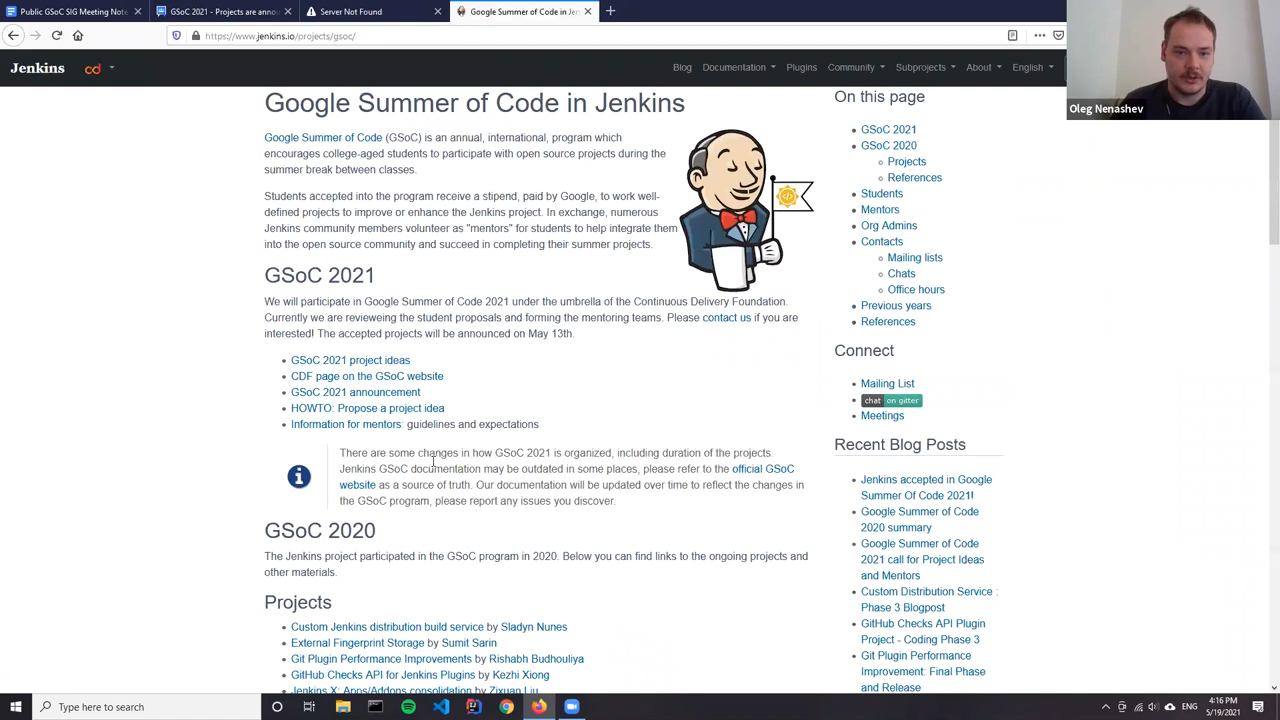 Public GSoC SIG Meeting Note
GSoC 2021 - Projects are annou
Server Not Found
Google Summer of Code in Jen
https://www.jenkins.io/projects/gsoc/
Jenkins
cd
Blog
Documentation
Plugins
Community
Subprojects
About
English
Oleg Nenashev
Google Summer of Code in Jenkins
Google Summer of Code (GSoC) is an annual, international, program which
encourages college-aged students to participate with open source projects during the
summer break between classes.
Students accepted into the program receive a stipend, paid by Google, to work well-
defined projects to improve or enhance the Jenkins project. In exchange, numerous
Jenkins community members volunteer as "mentors" for students to help integrate them
into the open source community and succeed in completing their summer projects.
GSoC 2021
We will participate in Google Summer of Code 2021 under the umbrella of the Continuous Delivery Foundation.
Currently we are revieweing the student proposals and forming the mentoring teams. Please contact us if you are
interested! The accepted projects will be announced on May 13th.
GSoC 2021 project ideas
CDF page on the GSoC website
GSoC 2021 announcement
HOWTO: Propose a project idea
Information for mentors: guidelines and expectations
There are some changes in how GSoC 2021 is organized, including duration of the projects.
Jenkins GSoC documentation may be outdated in some places, please refer to the official GSoC
website as a source of truth. Our documentation will be updated over time to reflect the changes in
the GSoC program, please report any issues you discover.
GSoC 2020
The Jenkins project participated in the GSoC program in 2020. Below you can find links to the ongoing projects and
other materials.
Projects
Custom Jenkins distribution build service by Sladyn Nunes
External Fingerprint Storage by Sumit Sarin
Git Plugin Performance Improvements by Rishabh Budhouliya
GitHub Checks API for Jenkins Plugins by Kezhi Xiong
Jenkins X: Apps/Addons consolidation by Zixuan Liu
On this page
GSoC 2021
GSoC 2020
Projects
References
Students
Mentors
Org Admins
Contacts
Mailing lists
Chats
Office hours
Previous years
References
Connect
Mailing List
chat on gitter
Meetings
Recent Blog Posts
Jenkins accepted in Google
Summer Of Code 2021!
Google Summer of Code
2020 summary
Google Summer of Code
2021 call for Project Ideas
and Mentors
Custom Distribution Service :
Phase 3 Blogpost
GitHub Checks API Plugin
Project - Coding Phase 3
Git Plugin Performance
Improvement: Final Phase
and Release
Type here to search
ENG
4:16 PM
5/19/2021